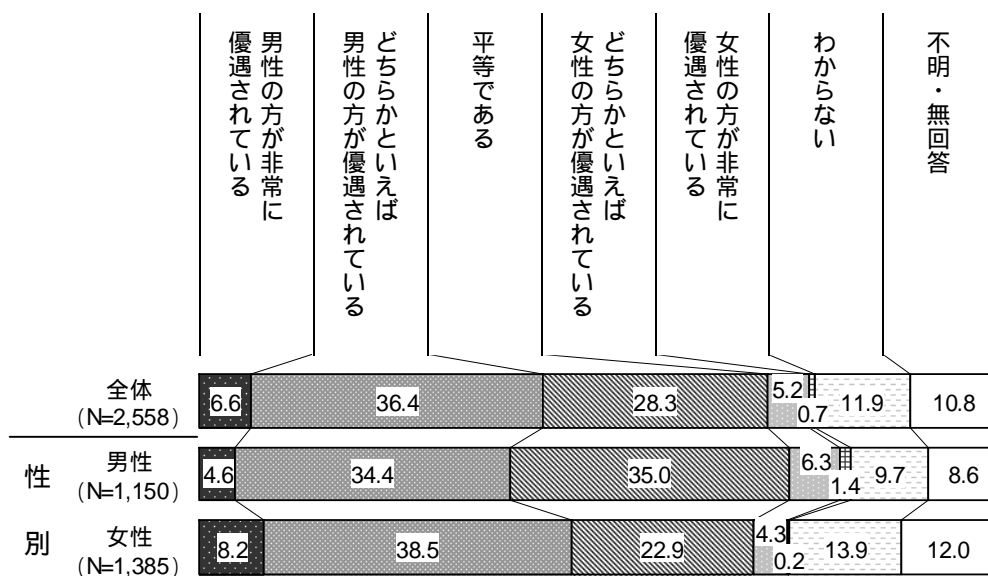 男性の方が非常に
優遇されている
どちらかといえば
男性の方が優遇されている
平等である
どちらかといえば
女性の方が優遇されている
女性の方が非常に
優遇されている
わからない
不明・無回答
全体
(N=2,558)
6.6
36.4
28.3
5.2
0.7
11.9
10.8
性別
男性
(N=1,150)
4.6
34.4
35.0
6.3
1.4
9.7
8.6
女性
(N=1,385)
8.2
38.5
22.9
4.3
0.2
13.9
12.0